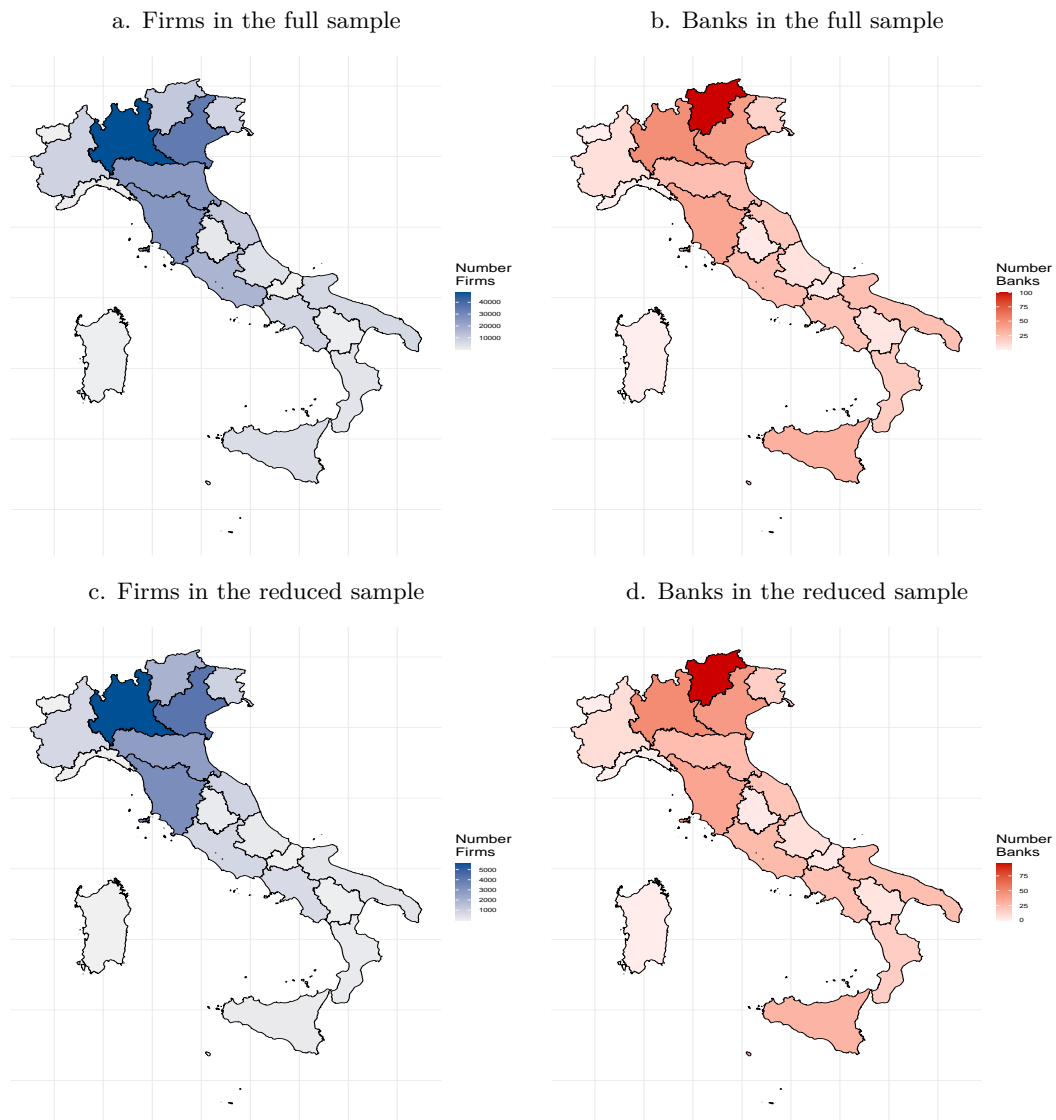 a. Firms in the full sample
b. Banks in the full sample
Number
Firms
40000
30000
20000
10000
Number
Banks
100
75
50
25
c. Firms in the reduced sample
d. Banks in the reduced sample
Number
Firms
5000
4000
3000
2000
1000
Number
Banks
75
50
25
0